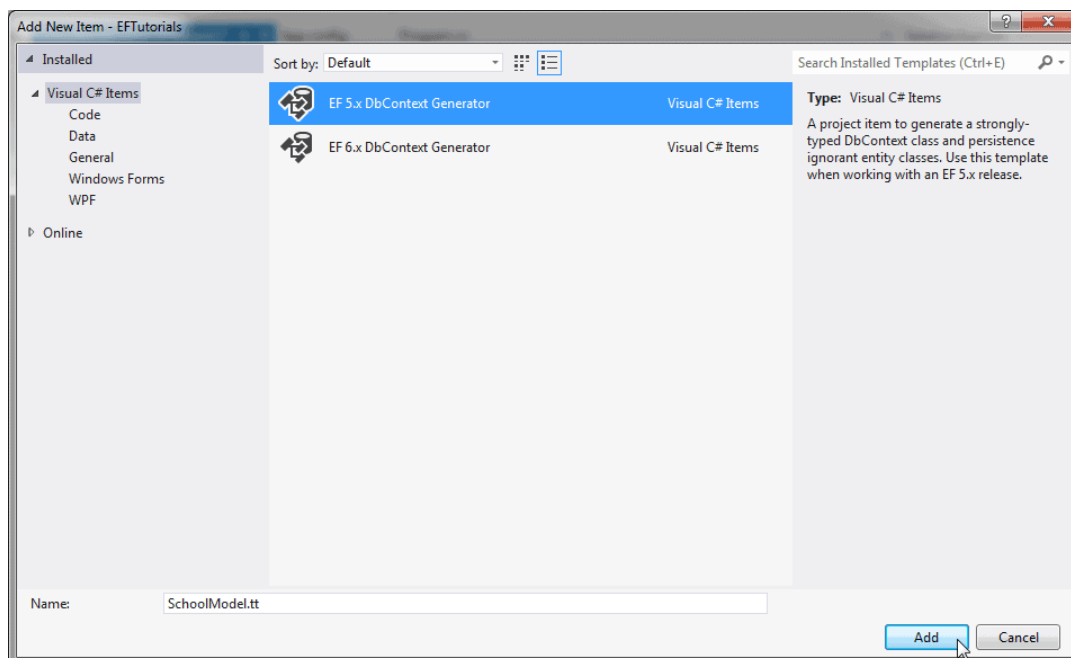 Add New Item - EFTutorials
Installed
Sort by: Default
Search Installed Templates (Ctrl+E)
Visual C# Items
Code
Data
General
Windows Forms
WPF
Online
EF 5.x DbContext Generator Visual C# Items
EF 6.x DbContext Generator Visual C# Items
Type: Visual C# Items
A project item to generate a strongly-
typed DbContext class and persistence
ignorant entity classes. Use this template
when working with an EF 5.x release.
Name: SchoolModel.tt
Add Cancel